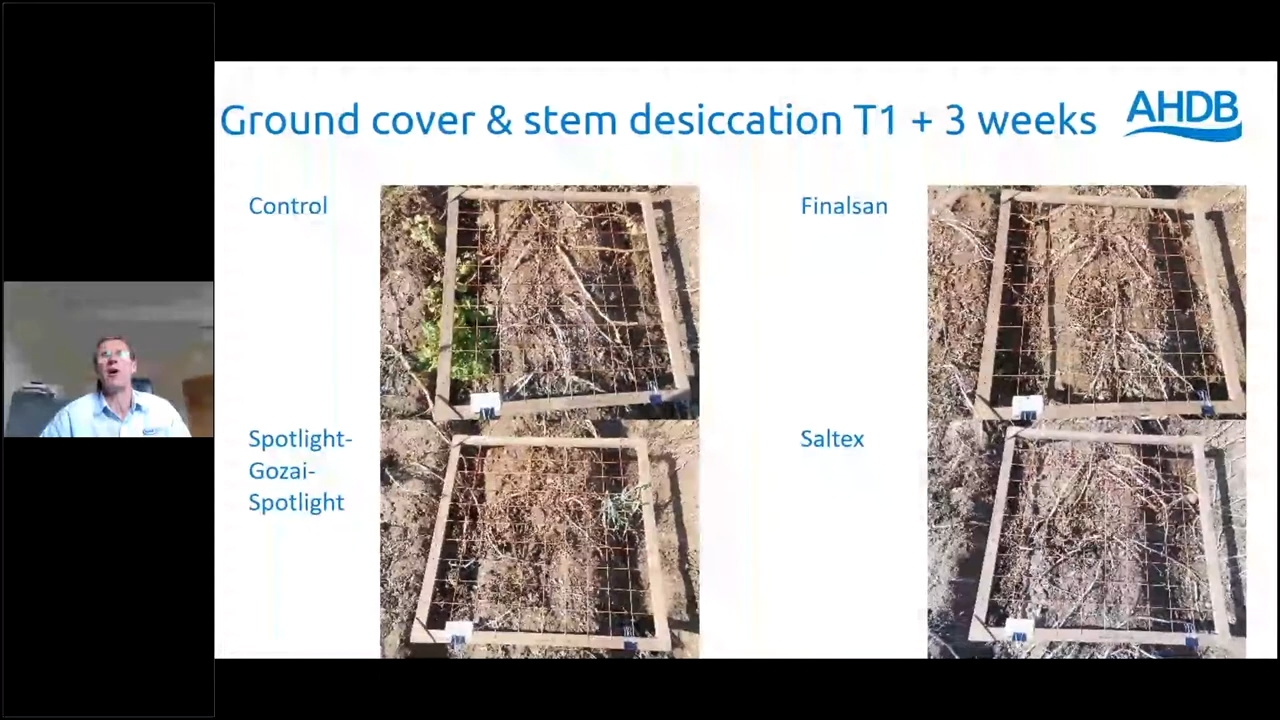 Ground cover & stem desiccation T1 + 3 weeks
AHDB
Control
Finalsan
Spotlight-
Gozai-
Spotlight
Saltex